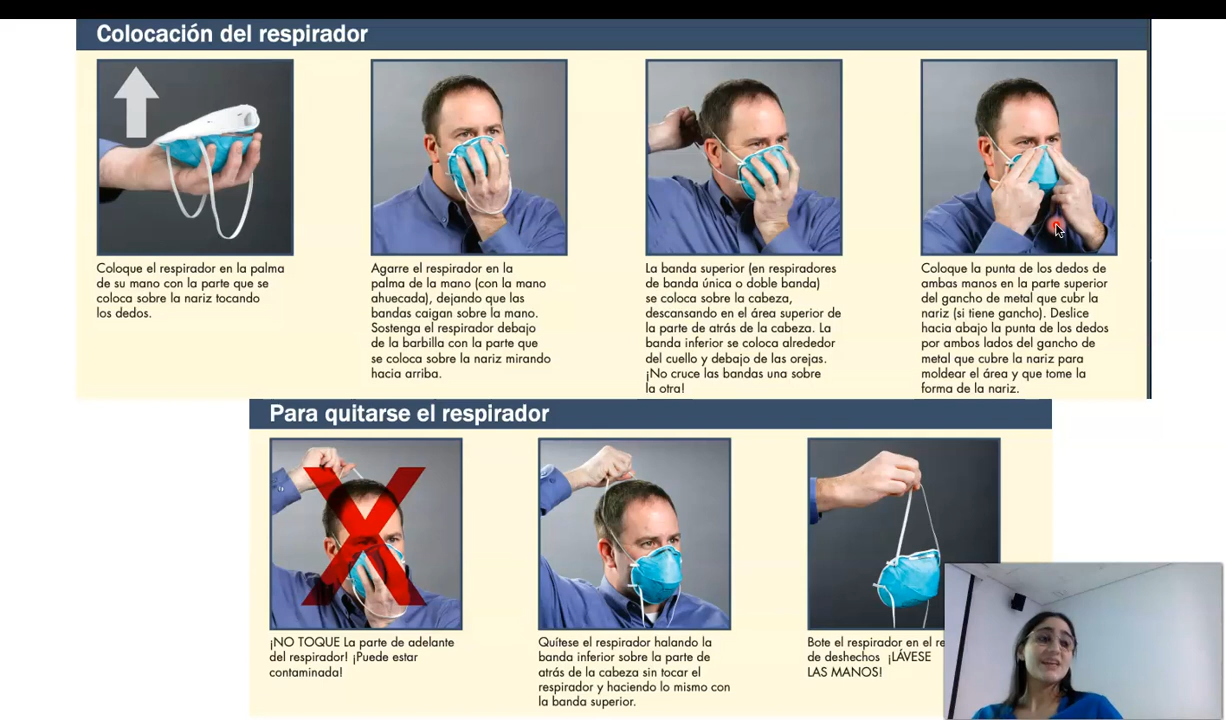 Colocación del respirador
Coloque el respirador en la palma
de su mano con la parte que se
coloca sobre la nariz tocando
los dedos.
Agarre el respirador en la
palma de la mano (con la mano
ahuecada), dejando que las
bandas caigan sobre la mano.
Sostenga el respirador debajo
de la barbilla con la parte que
se coloca sobre la nariz mirando
hacia arriba.
La banda superior (en respiradores
de banda única o doble banda)
se coloca sobre la cabeza,
descansando en el área superior de
la parte de atrás de la cabeza. La
banda inferior se coloca alrededor
del cuello y debajo de las orejas.
¡No cruce las bandas una sobre
la otra!
Coloque la punta de los dedos de
ambas manos en la parte superior
del gancho de metal que cubr la
nariz (si tiene gancho). Deslice
hacia abajo la punta de los dedos
por ambos lados del gancho de
metal que cubre la nariz para
moldear el área y que tome la
forma de la nariz.
Para quitarse el respirador
¡NO TOQUE La parte de adelante
del respirador! ¡Puede estar
contaminada!
Quítese el respirador halando la
banda inferior sobre la parte de
atrás de la cabeza sin tocar el
respirador y haciendo lo mismo con
la banda superior.
Bote el respirador en el
de deshechos ¡LÁVESE
LAS MANOS!